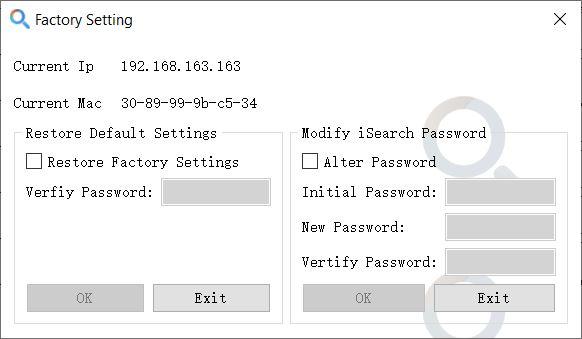 Factory Setting
Current Ip 192.168.163.163
Current Mac 30-89-99-9b-c5-34
Restore Default Settings
Restore Factory Settings
Verfiy Password:
OK Exit
Modify iSearch Password
Alter Password
Initial Password:
New Password:
Vertify Password:
OK Exit